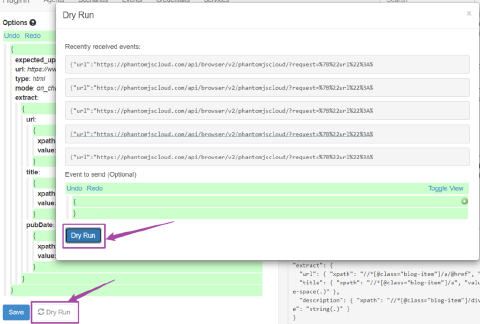 Huginn Agents Scenarios Events Credentials Services Search
Options
Undo Redo
{
expected_up
url: https://ww
type: html
mode: on_ch
extract:
{
url:
{
xpath
value:
}
title:
{
xpath
value:
}
pubDate:
{
xpath
value:
}
}
}
Save Dry Run
Dry Run ×
Recently received events:
{"url":"https://phantomjscloud.com/api/browser/v2/phantomjscloud/?request=%7B%22url%22%3A%
{"url":"https://phantomjscloud.com/api/browser/v2/phantomjscloud/?request=%7B%22url%22%3A%
{"url":"https://phantomjscloud.com/api/browser/v2/phantomjscloud/?request=%7B%22url%22%3A%
{"url":"https://phantomjscloud.com/api/browser/v2/phantomjscloud/?request=%7B%22url%22%3A%
{"url":"https://phantomjscloud.com/api/browser/v2/phantomjscloud/?request=%7B%22url%22%3A%
Event to send (Optional)
Undo Redo Toggle View
{
}
Dry Run
"extract": {
"url": { "xpath": "//*[@class="blog-item"]/a/@href", "
"title": { "xpath": "//*[@class="blog-item"]/a", "valu
e-space(.)" },
"description": { "xpath": "//*[@class="blog-item"]/div
e": "string(.)" }
}